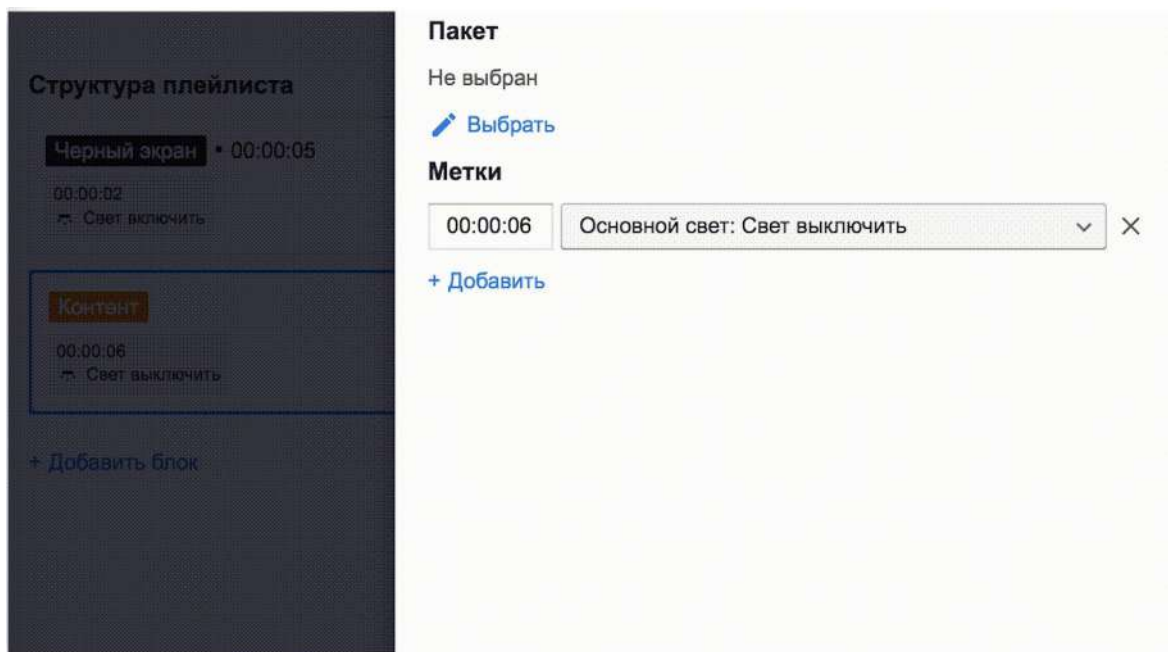 Структура плейлиста
Черный экран • 00:00:05
00:00:02
Свет включить
Контент
00:00:06
Свет выключить
+ Добавить блок
Пакет
Не выбран
Выбрать
Метки
00:00:06 Основной свет: Свет выключить
+ Добавить